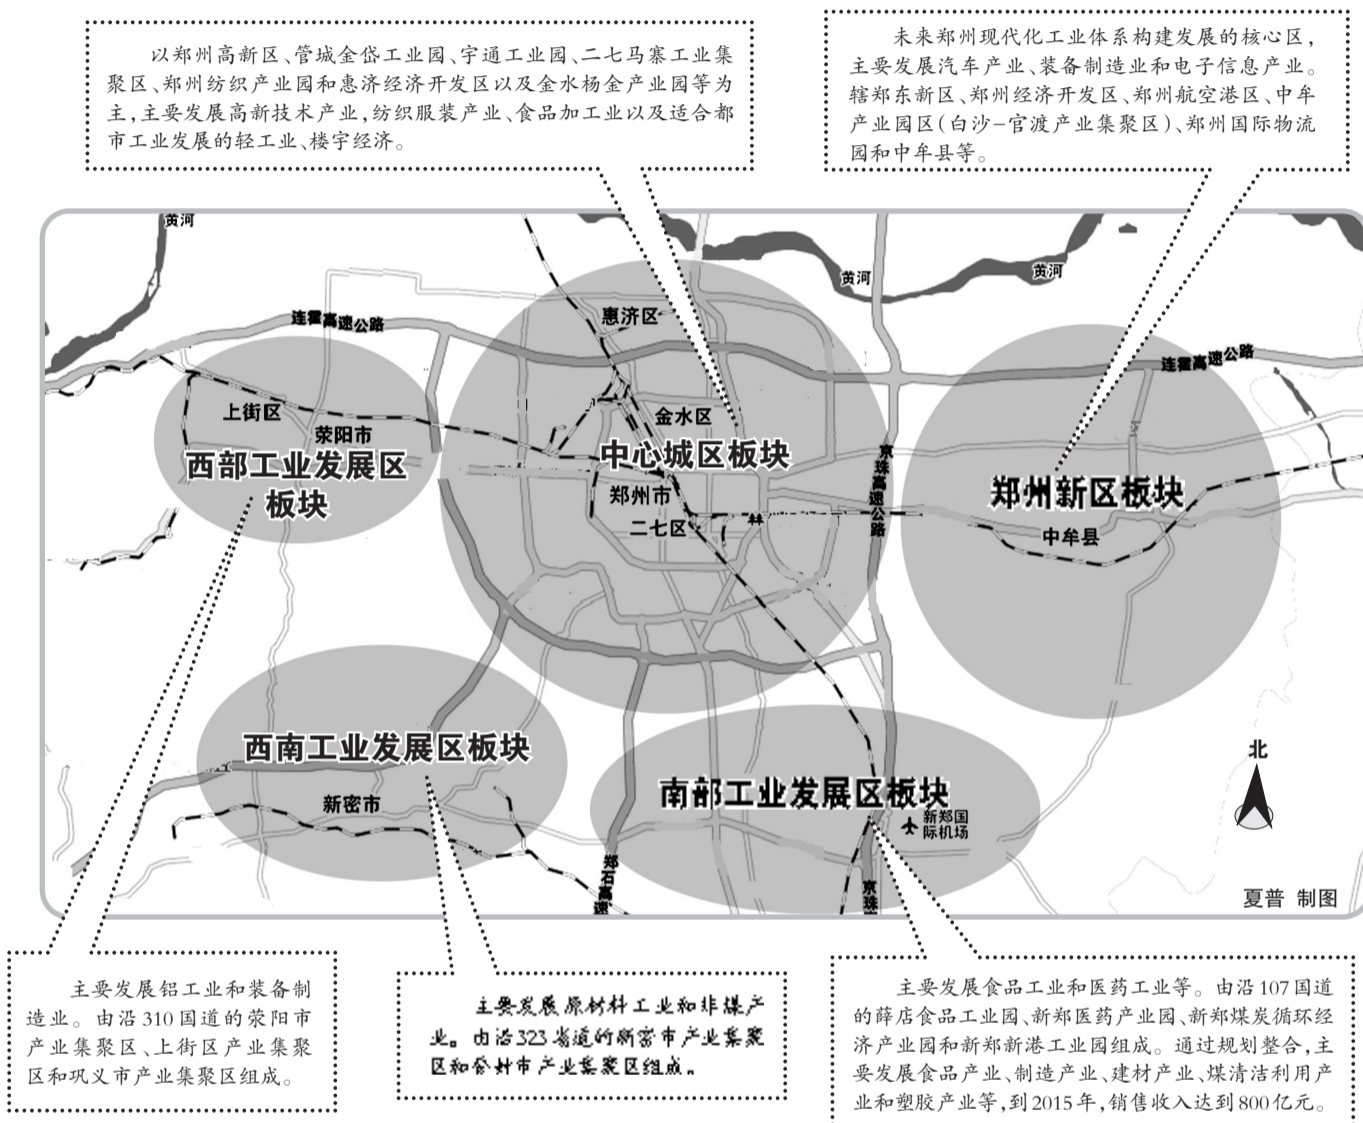 以郑州高新区、管城金岱工业园、宇通工业园、二七马寨工业集
聚区、郑州纺织产业园和惠济经济开发区以及金水杨金产业园等为
主，主要发展高新技术产业，纺织服装产业、食品加工业以及适合都
市工业发展的轻工业、楼宇经济。
未来郑州现代化工业体系构建发展的核心区，
主要发展汽车产业、装备制造业和电子信息产业。
辖郑东新区、郑州经济开发区、郑州航空港区、中牟
产业园区（白沙-官渡产业集聚区）、郑州国际物流
园和中牟县等。
黄河
黄河
黄河
连霍高速公路
惠济区
连霍高速公路
上街区
荥阳市
金水区
西部工业发展区
板块
中心城区板块
郑州市
二七区
京珠高速公路
郑州新区板块
中牟县
西南工业发展区板块
新密市
南部工业发展区板块
新郑国
际机场
郑石高速
京珠
北
夏普 制图
主要发展铝工业和装备制
造业。由沿310国道的荥阳市
产业集聚区、上街区产业集聚
区和巩义市产业集聚区组成。
主要发展原材料工业和非煤产
业。由沿323省道的新密市产业集聚
区和登封市产业集聚区组成。
主要发展食品工业和医药工业等。由沿107国道
的薛店食品工业园、新郑医药产业园、新郑煤炭循环经
济产业园和新郑新港工业园组成。通过规划整合，主
要发展食品产业、制造产业、建材产业、煤清洁利用产
业和塑胶产业等，到2015年，销售收入达到800亿元。